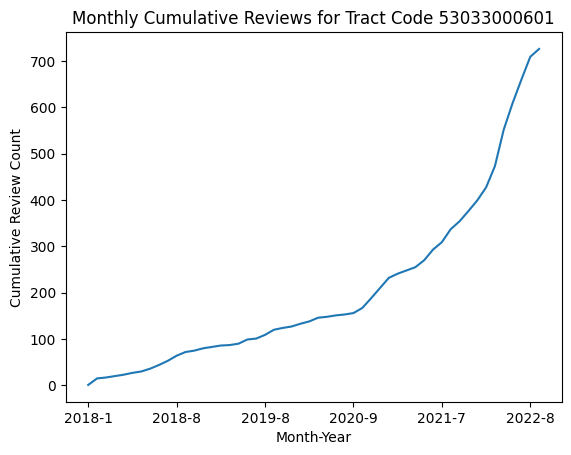 Monthly Cumulative Reviews for Tract Code 53033000601
Cumulative Review Count
700
600
500
400
300
200
100
0
2018-1 2018-8 2019-8 2020-9 2021-7 2022-8
Month-Year